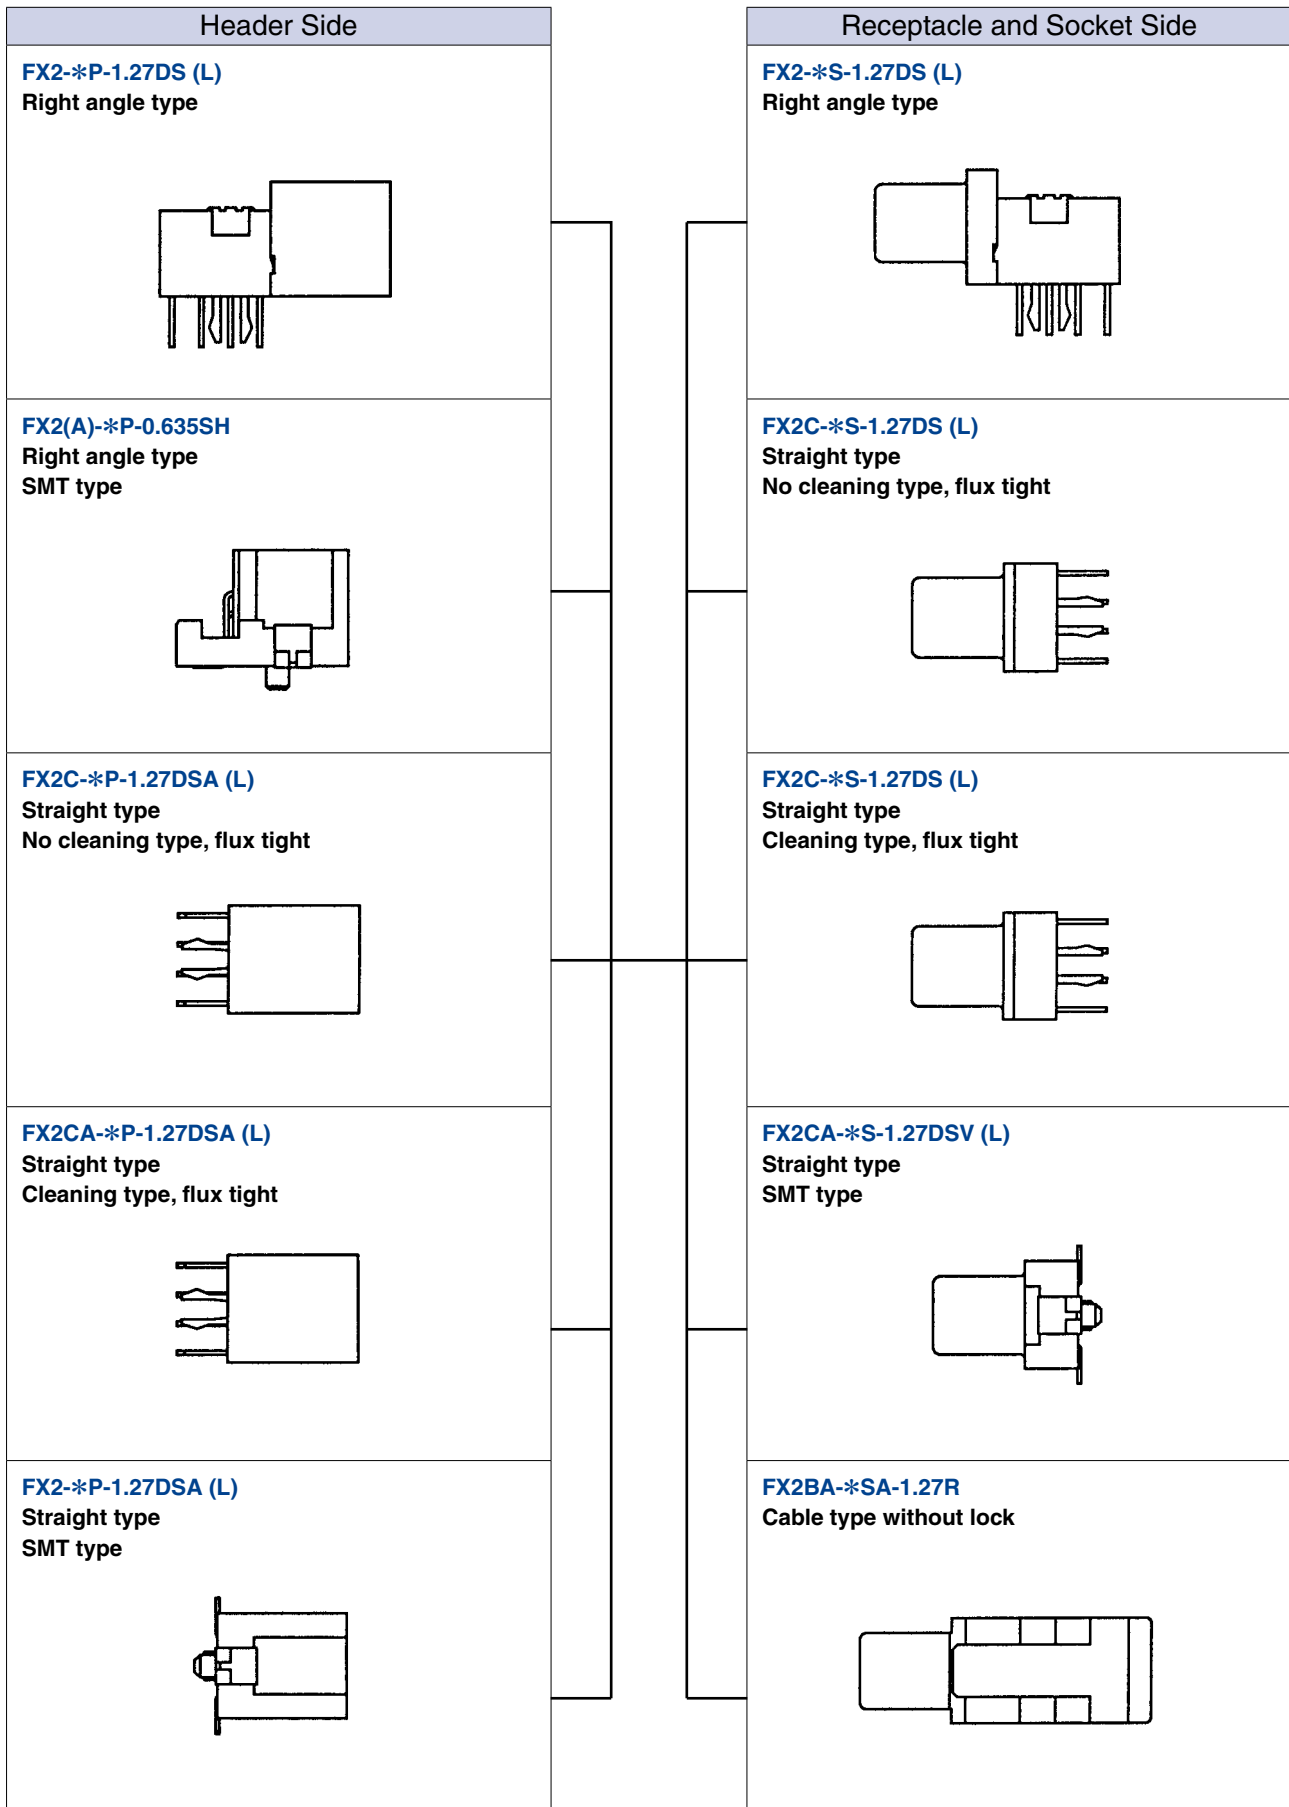 Header Side
FX2-*P-1.27DS (L)
Right angle type
FX2(A)-*P-0.635SH
Right angle type
SMT type
FX2C-*P-1.27DSA (L)
Straight type
No cleaning type, flux tight
FX2CA-*P-1.27DSA (L)
Straight type
Cleaning type, flux tight
FX2-*P-1.27DSA (L)
Straight type
SMT type
Receptacle and Socket Side
FX2-*S-1.27DS (L)
Right angle type
FX2C-*S-1.27DS (L)
Straight type
No cleaning type, flux tight
FX2C-*S-1.27DS (L)
Straight type
Cleaning type, flux tight
FX2CA-*S-1.27DSV (L)
Straight type
SMT type
FX2BA-*SA-1.27R
Cable type without lock